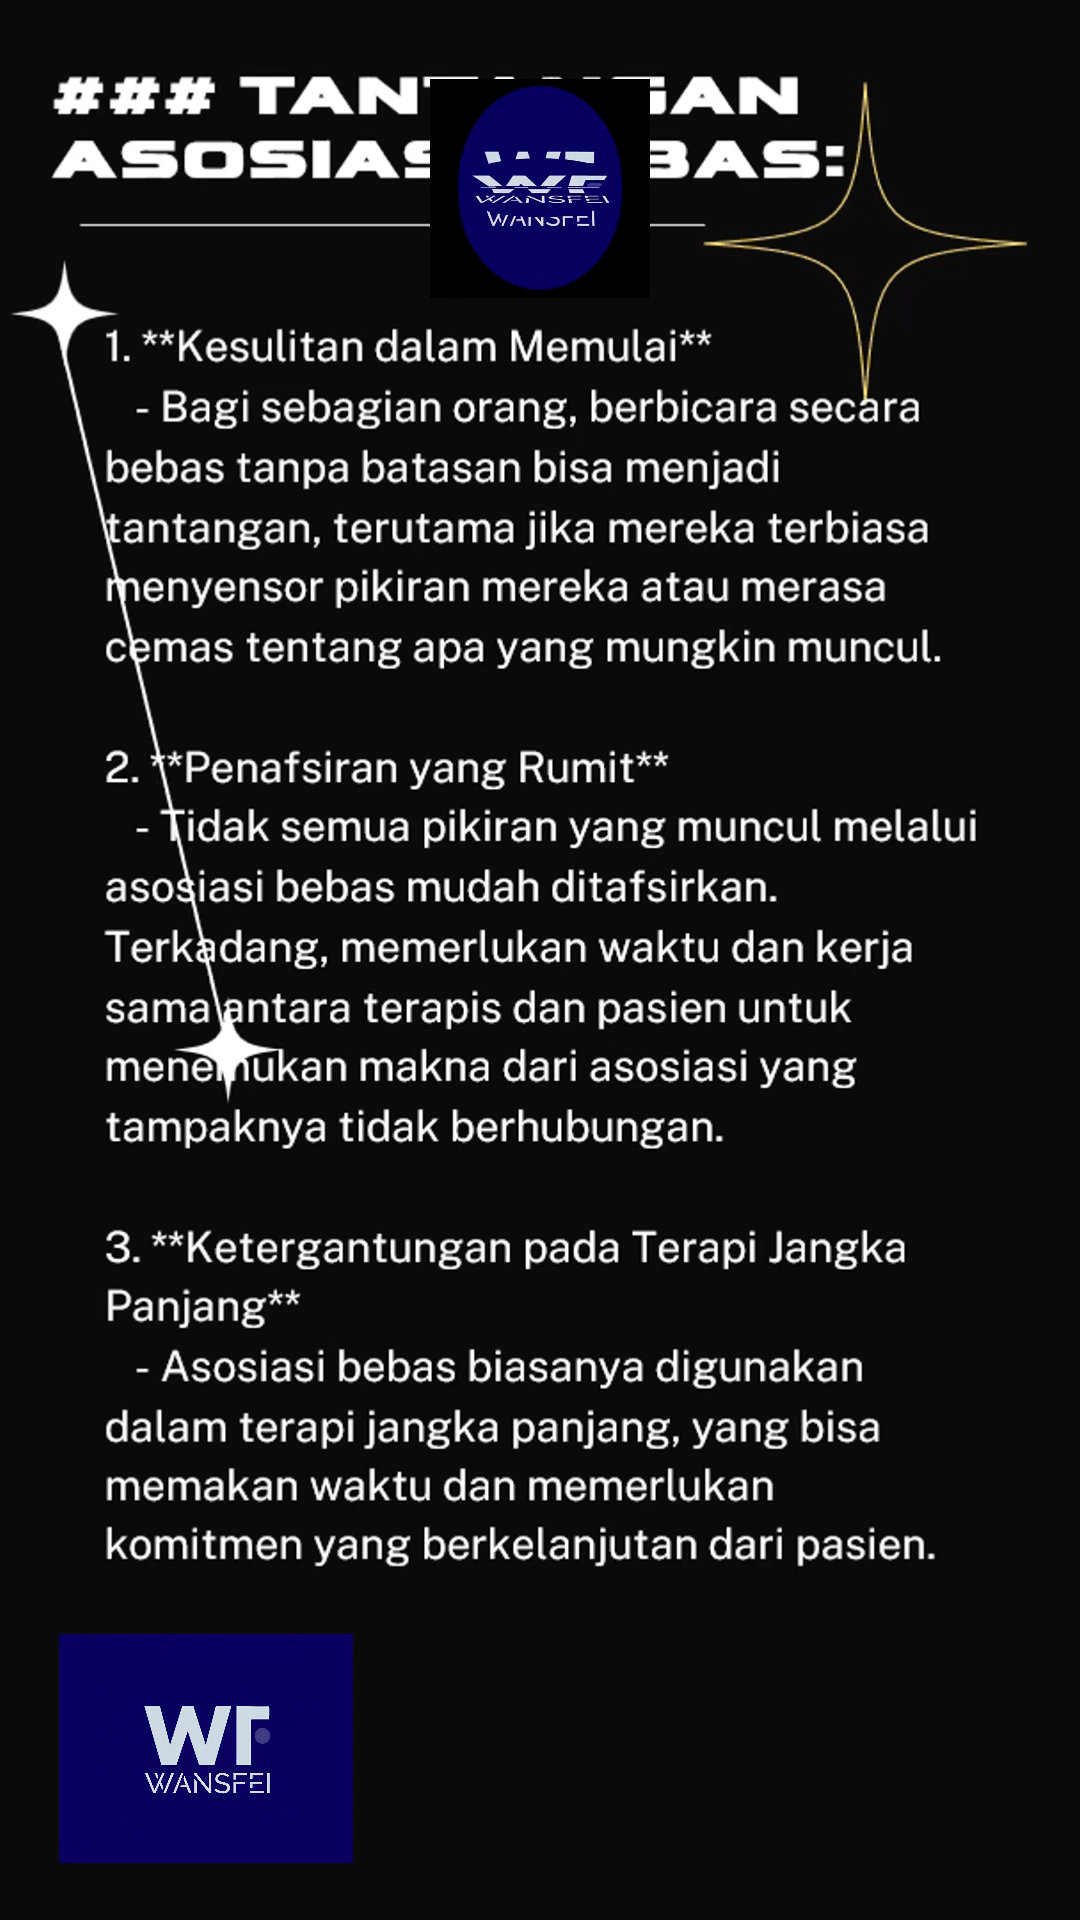 ### TAN GAN
ASOSIAS BAS:
WF
WANSFEI
WANSFEI
1. **Kesulitan dalam Memulai**
- Bagi sebagian orang, berbicara secara
bebas tanpa batasan bisa menjadi
tantangan, terutama jika mereka terbiasa
menyensor pikiran mereka atau merasa
cemas tentang apa yang mungkin muncul.
2. **Penafsiran yang Rumit**
- Tidak semua pikiran yang muncul melalui
asosiasi bebas mudah ditafsirkan.
Terkadang, memerlukan waktu dan kerja
sama antara terapis dan pasien untuk
menemukan makna dari asosiasi yang
tampaknya tidak berhubungan.
3. **Ketergantungan pada Terapi Jangka
Panjang**
- Asosiasi bebas biasanya digunakan
dalam terapi jangka panjang, yang bisa
memakan waktu dan memerlukan
komitmen yang berkelanjutan dari pasien.
WF
WANSFEI